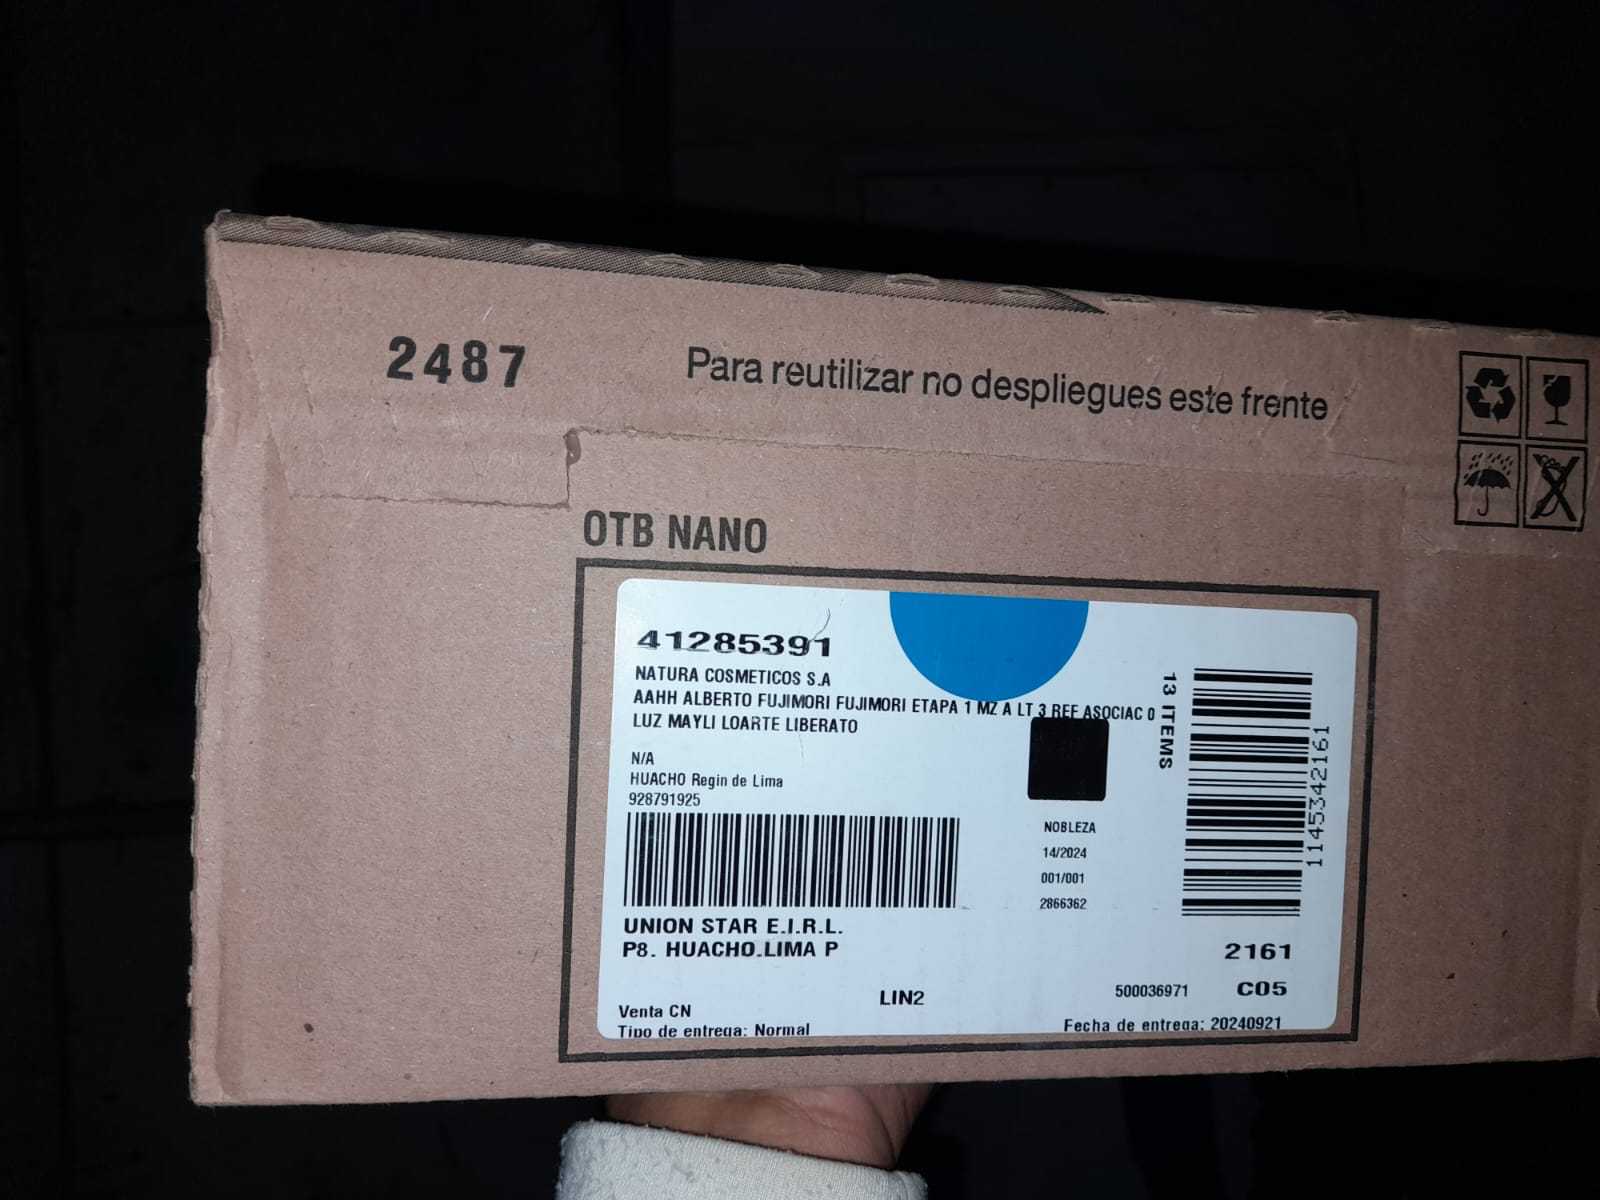 2487
Para reutilizar no despliegues este frente
OTB NANO
41285391
NATURA COSMETICOS S.A
AAHH ALBERTO FUJIMORI FUJIMORI ETAPA 1 MZ A LT 3 REF ASOCIAC 0
LUZ MAYLI LOARTE LIBERATO
N/A
HUACHO Regin de Lima
928791925
13 ITEMS
1145342161
NOBLEZA
14/2024
001/001
2866362
UNION STAR E.I.R.L.
P8. HUACHO.LIMA P
2161
LIN2
500036971
C05
Venta CN
Tipo de entrega: Normal
Fecha de entrega: 20240921